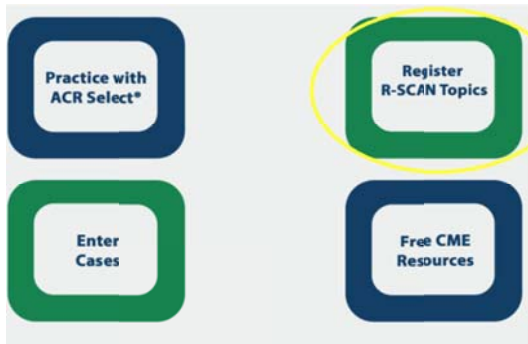 Practice with
ACR Select*
Register
R-SCAN Topics
Enter
Cases
Free CME
Resources